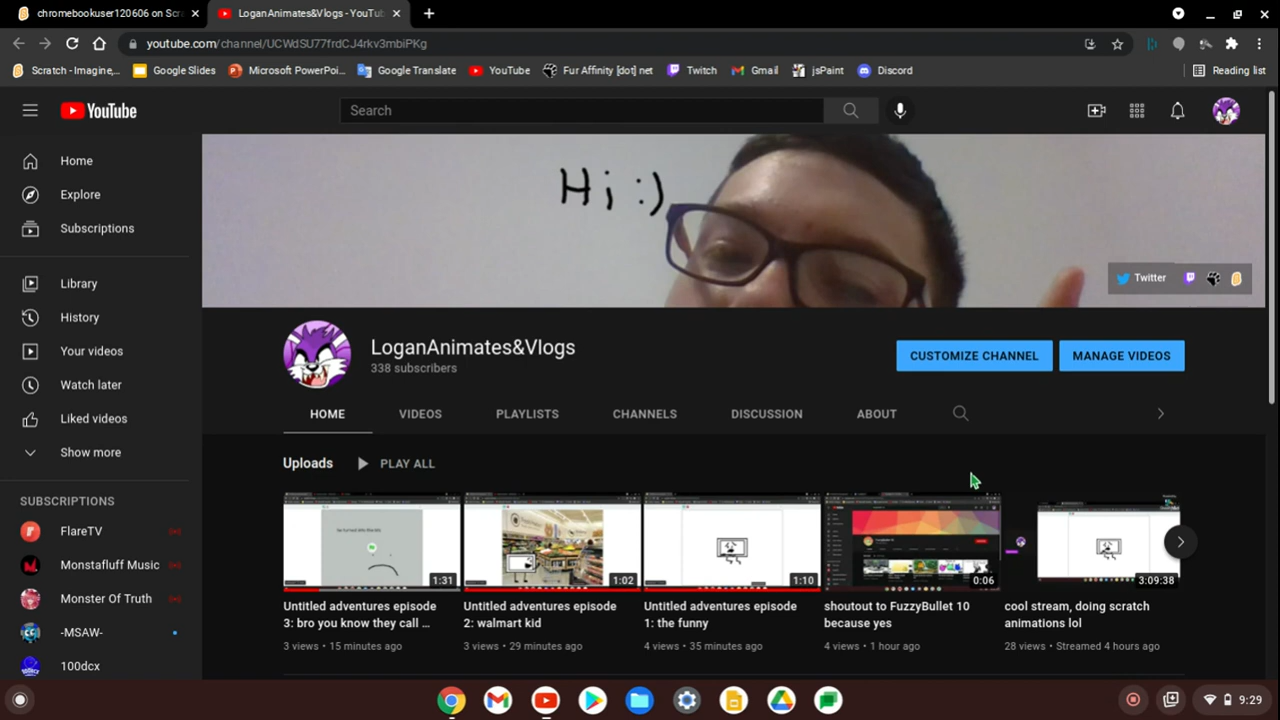 chromebookuser120606 on Scr
LoganAnimates&Vlogs - YouTu
youtube.com/channel/UCWdSU77frdCJ4rkv3mbiPKg
Scratch - Imagine,...
Google Slides
Microsoft PowerPoi...
Google Translate
YouTube
Fur Affinity [dot] net
Twitch
Gmail
jsPaint
Discord
Reading list
YouTube
Search
Home
Explore
Subscriptions
Library
History
Your videos
Watch later
Liked videos
Show more
SUBSCRIPTIONS
FlareTV
Monstafluff Music
Monster Of Truth
-MSAW-
100dcx
Hi :)
Twitter
LoganAnimates&Vlogs
338 subscribers
CUSTOMIZE CHANNEL
MANAGE VIDEOS
HOME
VIDEOS
PLAYLISTS
CHANNELS
DISCUSSION
ABOUT
Uploads
PLAY ALL
1:31
Untitled adventures episode
3: bro you know they call ...
3 views • 15 minutes ago
1:02
Untitled adventures episode
2: walmart kid
3 views • 29 minutes ago
1:10
Untitled adventures episode
1: the funny
4 views • 35 minutes ago
0:06
shoutout to FuzzyBullet 10
because yes
4 views • 1 hour ago
3:09:38
cool stream, doing scratch
animations lol
28 views • Streamed 4 hours ago
9:29